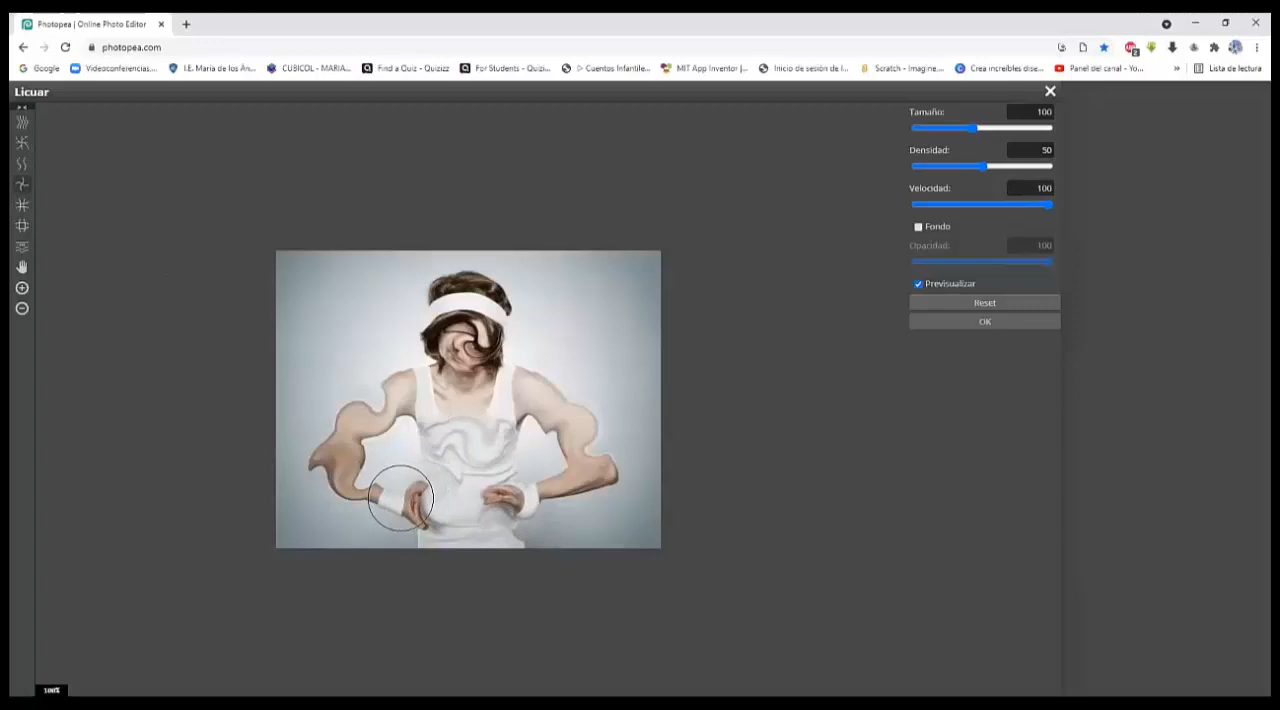 Photopea | Online Photo Editor
photopea.com
Google
Videoconferencias,...
I.E. María de los Án...
CUBICOL - MARIA...
Find a Quiz - Quizizz
For Students - Quizi...
Cuentos Infantile...
MIT App Inventor |...
Inicio de sesión de l...
Scratch - Imagine,...
Crea increíbles dise...
Panel del canal - Yo...
»
Lista de lectura
Licuar
Tamaño: 100
Densidad: 50
Velocidad: 100
Fondo
Opacidad: 100
Previsualizar
Reset
OK